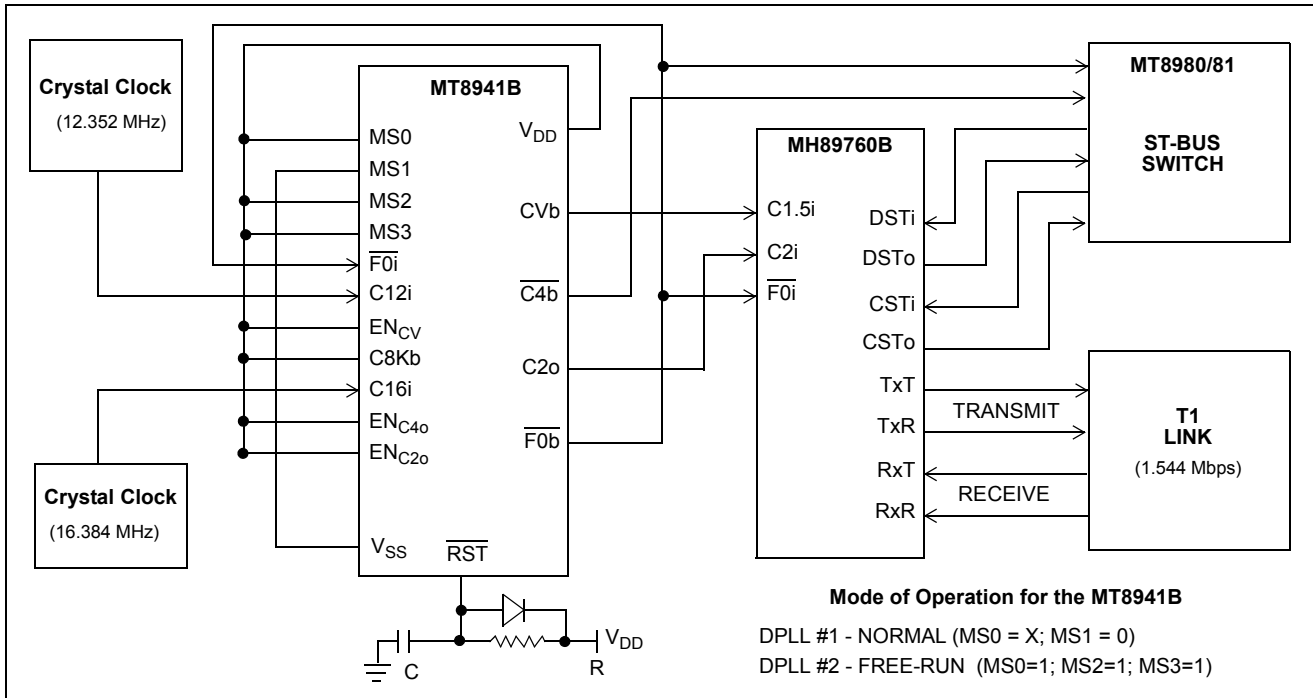 Crystal Clock
(12.352 MHz)
Crystal Clock
(16.384 MHz)
MT8941B
MS0
MS1
MS2
MS3
F0i
C12i
ENCV
C8Kb
C16i
ENC4o
ENC2o
VSS
RST
VDD
CVb
C4b
C2o
F0b
C
R
VDD
MH89760B
C1.5i
C2i
F0i
DSTi
DSTo
CSTi
CSTo
TxT
TxR
RxT
RxR
TRANSMIT
RECEIVE
MT8980/81
ST-BUS
SWITCH
T1
LINK
(1.544 Mbps)
Mode of Operation for the MT8941B
DPLL #1 - NORMAL (MS0 = X; MS1 = 0)
DPLL #2 - FREE-RUN (MS0=1; MS2=1; MS3=1)